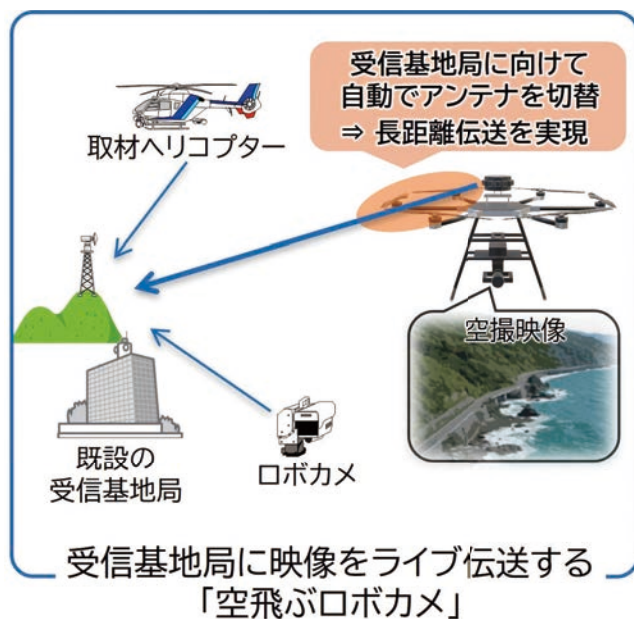 受信基地局に向けて
自動でアンテナを切替
⇒ 長距離伝送を実現
取材ヘリコプター
空撮映像
既設の
受信基地局
ロボカメ
受信基地局に映像をライブ伝送する
「空飛ぶロボカメ」